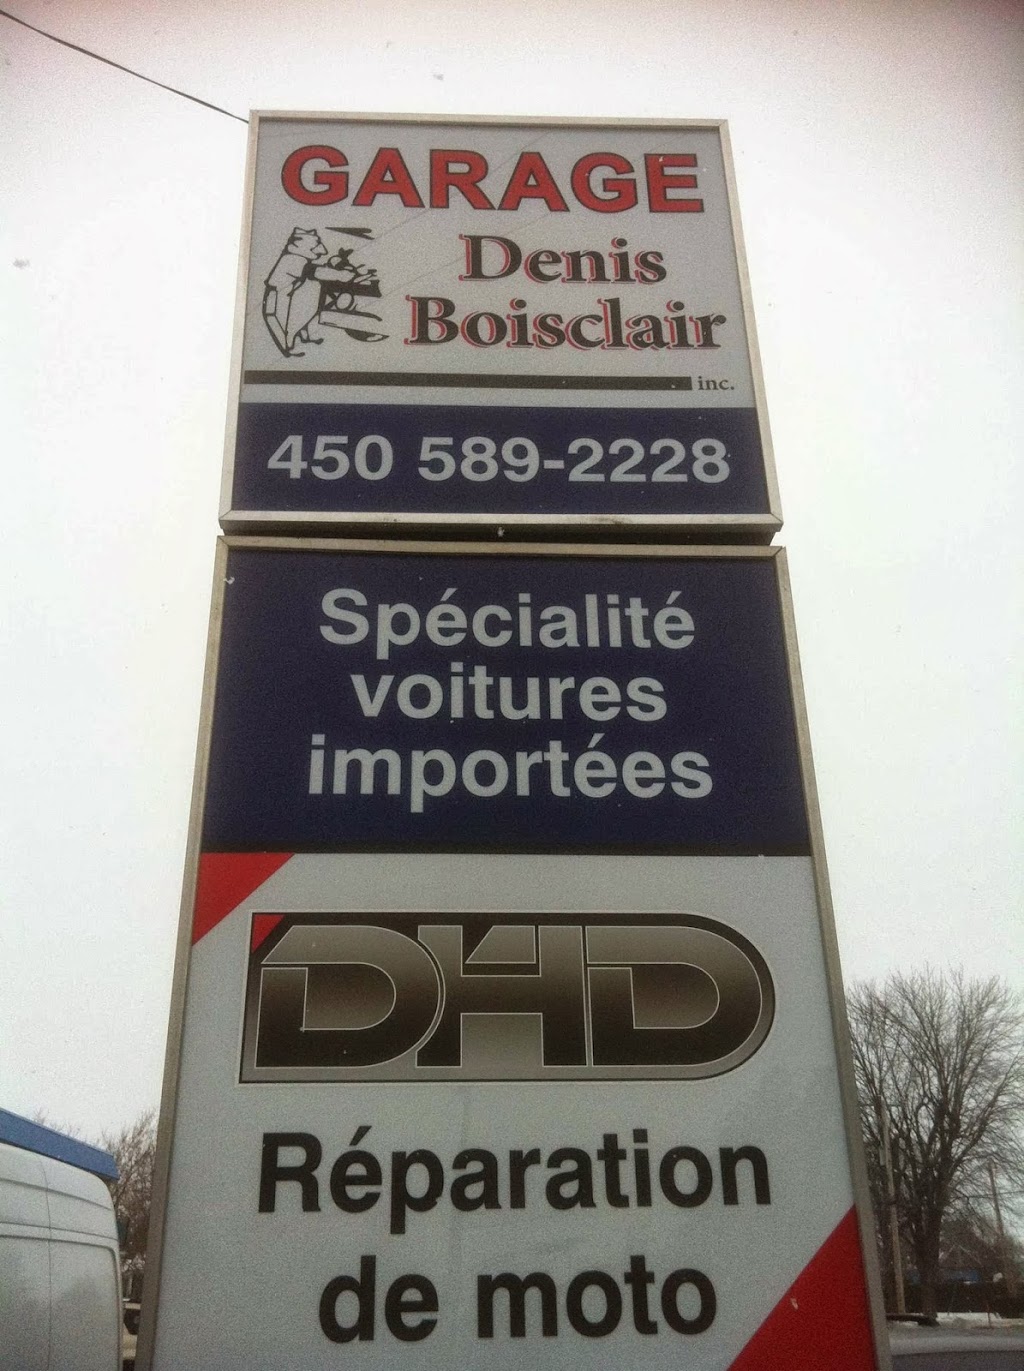 GARAGE
Denis
Boisclair
inc.
450 589-2228
Spécialité
voitures
importées
DHD
Réparation
de moto